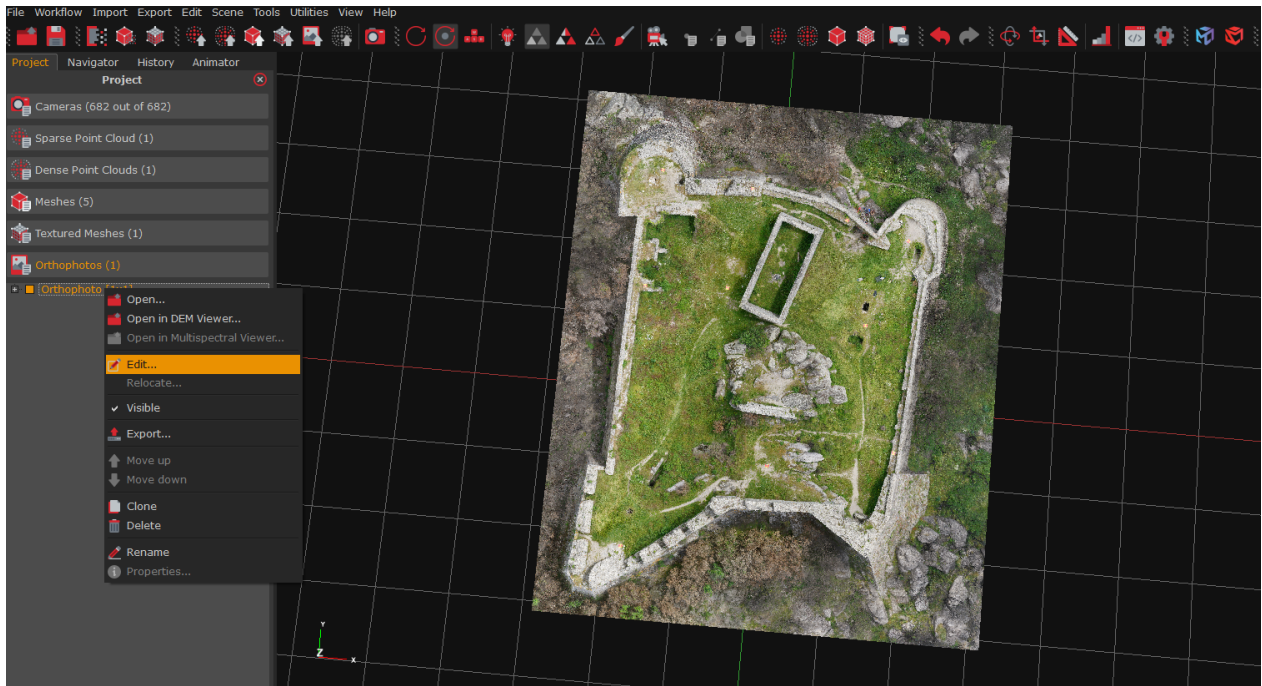 File Workflow Import Export Edit Scene Tools Utilities View Help
Project Navigator History Animator
Project
Cameras (682 out of 682)
Sparse Point Cloud (1)
Dense Point Clouds (1)
Meshes (5)
Textured Meshes (1)
Orthophotos (1)
Orthophoto
Open...
Open in DEM Viewer...
Open in Multispectral Viewer...
Edit...
Relocate...
Visible
Export...
Move up
Move down
Clone
Delete
Rename
Properties...
Y
Z X